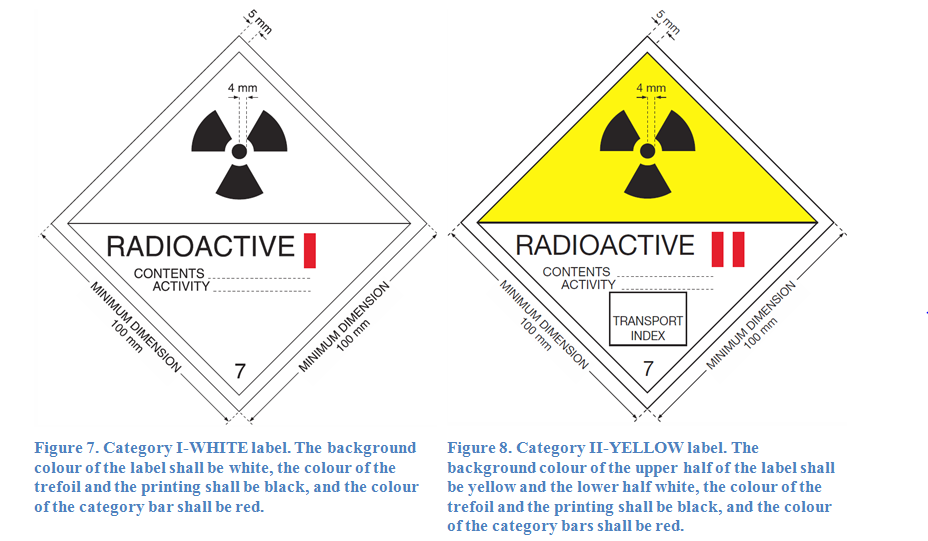 5 mm
4 mm
RADIOACTIVE
CONTENTS
ACTIVITY
MINIMUM DIMENSION
100 mm
MINIMUM DIMENSION
100 mm
7
Figure 7. Category I-WHITE label. The background
colour of the label shall be white, the colour of the
trefoil and the printing shall be black, and the colour
of the category bar shall be red.
5 mm
4 mm
RADIOACTIVE
CONTENTS
ACTIVITY
TRANSPORT
INDEX
MINIMUM DIMENSION
100 mm
MINIMUM DIMENSION
100 mm
7
Figure 8. Category II-YELLOW label. The
background colour of the upper half of the label shall
be yellow and the lower half white, the colour of the
trefoil and the printing shall be black, and the colour
of the category bars shall be red.